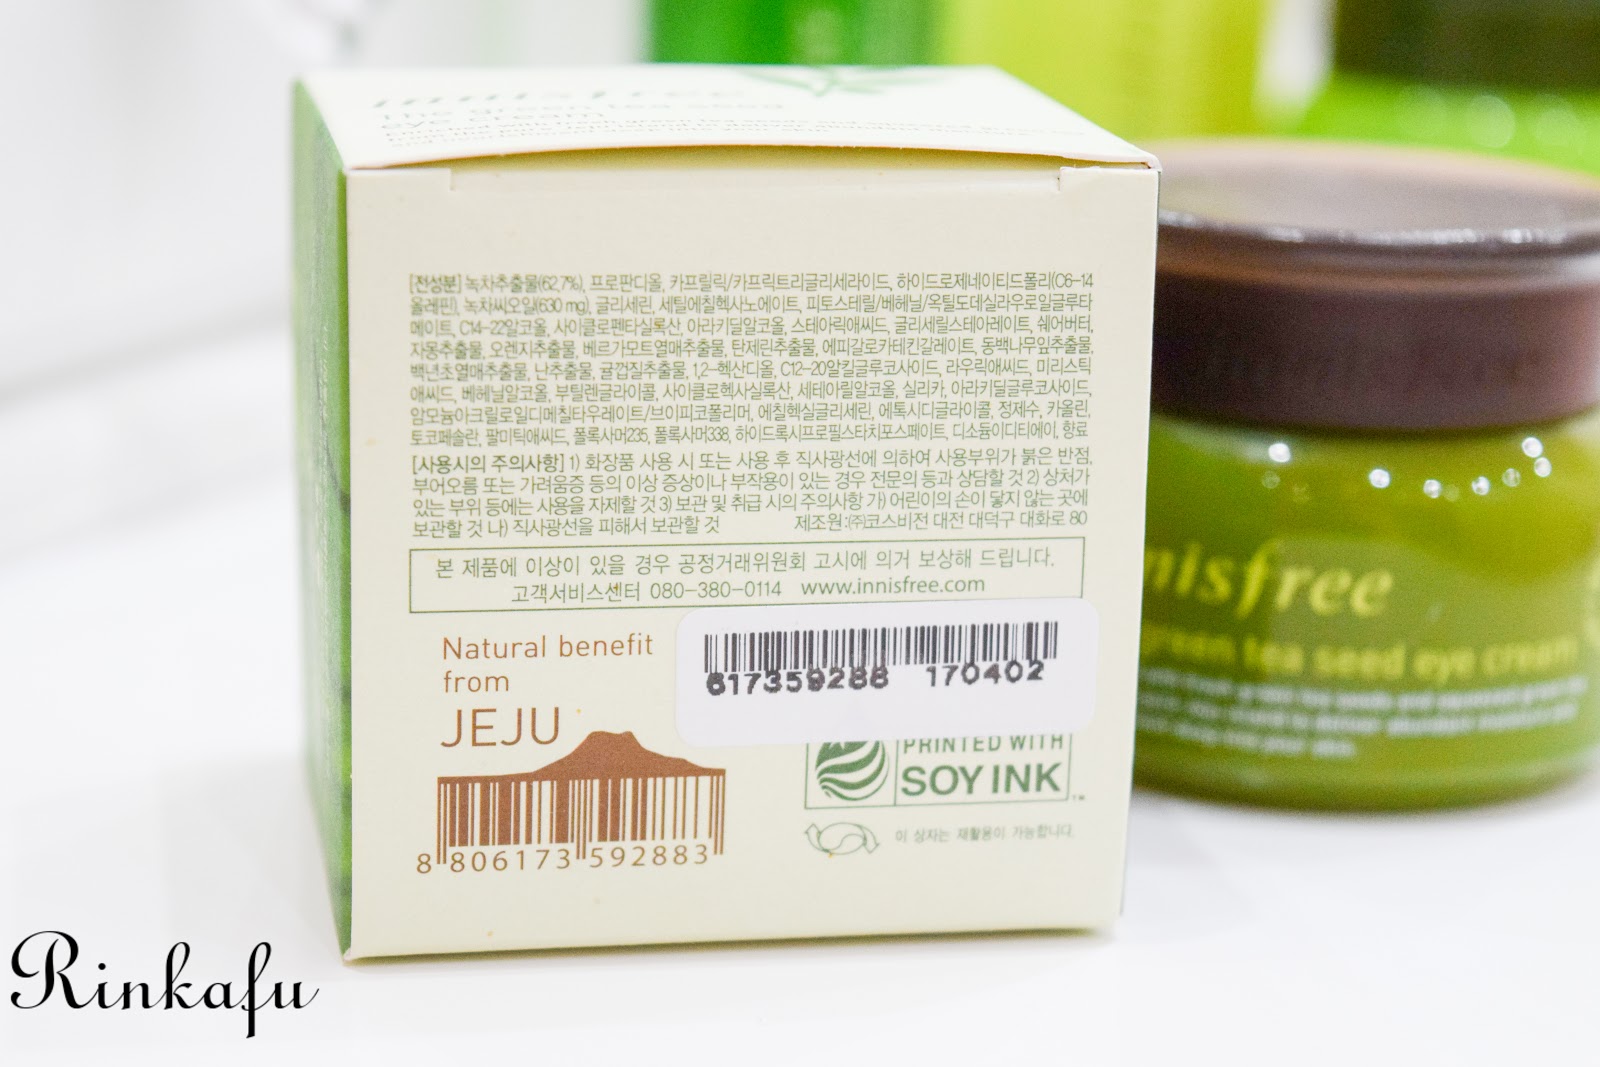 innisfree
The green tea seed
eye cream
[전성분] 녹차추출물(62.7%), 프로판디올, 카프릴릭/카프릭트리글리세라이드, 하이드로제네이티드폴리(C6-14
올레핀), 녹차씨오일(630 mg), 글리세린, 세틸에칠헥사노에이트, 피토스테릴/베헤닐/옥틸도데실라우로일글루타
메이트, C14-22알코올, 사이클로펜타실록산, 아라키딜알코올, 스테아릭애씨드, 글리세릴스테아레이트, 쉐어버터,
자몽추출물, 오렌지추출물, 베르가모트열매추출물, 탄제린추출물, 에피갈로카테킨갈레이트, 동백나무잎추출물,
백년초열매추출물, 난추출물, 귤껍질추출물, 1,2-헥산디올, C12-20알킬글루코사이드, 라우릭애씨드, 미리스틱
애씨드, 베헤닐알코올, 부틸렌글라이콜, 사이클로헥사실록산, 세테아릴알코올, 실리카, 아라키딜글루코사이드,
암모늄아크릴로일디메칠타우레이트/브이피코폴리머, 에칠헥실글리세린, 에톡시디글라이콜, 정제수, 카올린,
토코페솔란, 팔미틱애씨드, 폴록사머235, 폴록사머338, 하이드록시프로필스타치포스페이트, 디소듐이디티에이, 향료
[사용시의 주의사항] 1) 화장품 사용 시 또는 사용 후 직사광선에 의하여 사용부위가 붉은 반점,
부어오름 또는 가려움증 등의 이상 증상이나 부작용이 있는 경우 전문의 등과 상담할 것 2) 상처가
있는 부위 등에는 사용을 자제할 것 3) 보관 및 취급 시의 주의사항 가) 어린이의 손이 닿지 않는 곳에
보관할 것 나) 직사광선을 피해서 보관할 것 제조원:㈜코스비전 대전 대덕구 대화로 80
본 제품에 이상이 있을 경우 공정거래위원회 고시에 의거 보상해 드립니다.
고객서비스센터 080-380-0114 www.innisfree.com
Natural benefit
from
JEJU
617359288 170402
PRINTED WITH
SOY INK
™
이 상자는 재활용이 가능합니다.
8 806173 592883
nnisfree
green tea seed eye cream
Rinkafu